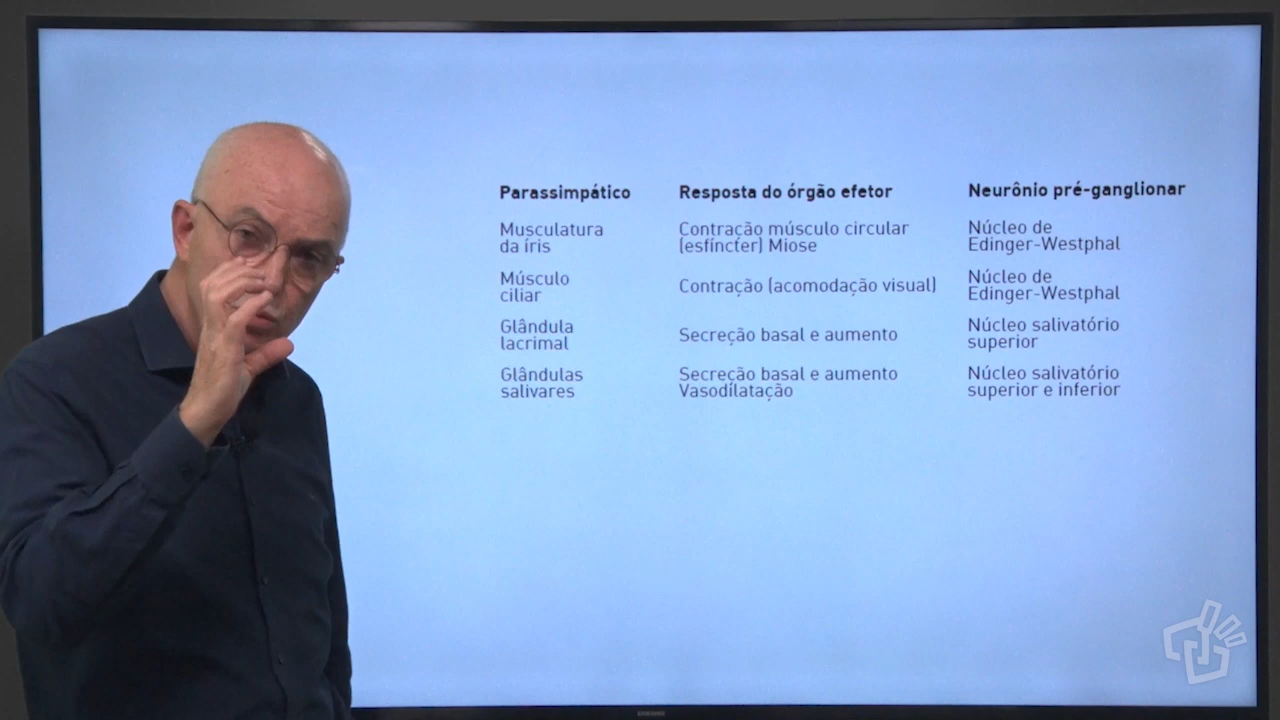 Parassimpático Resposta do órgão efetor Neurônio pré-ganglionar
Musculatura
da íris
Contração músculo circular
(esfíncter) Miose
Núcleo de
Edinger-Westphal
Músculo
ciliar
Contração (acomodação visual)
Núcleo de
Edinger-Westphal
Glândula
lacrimal
Secreção basal e aumento
Núcleo salivatório
superior
Glândulas
salivares
Secreção basal e aumento
Vasodilatação
Núcleo salivatório
superior e inferior
SAMSUNG